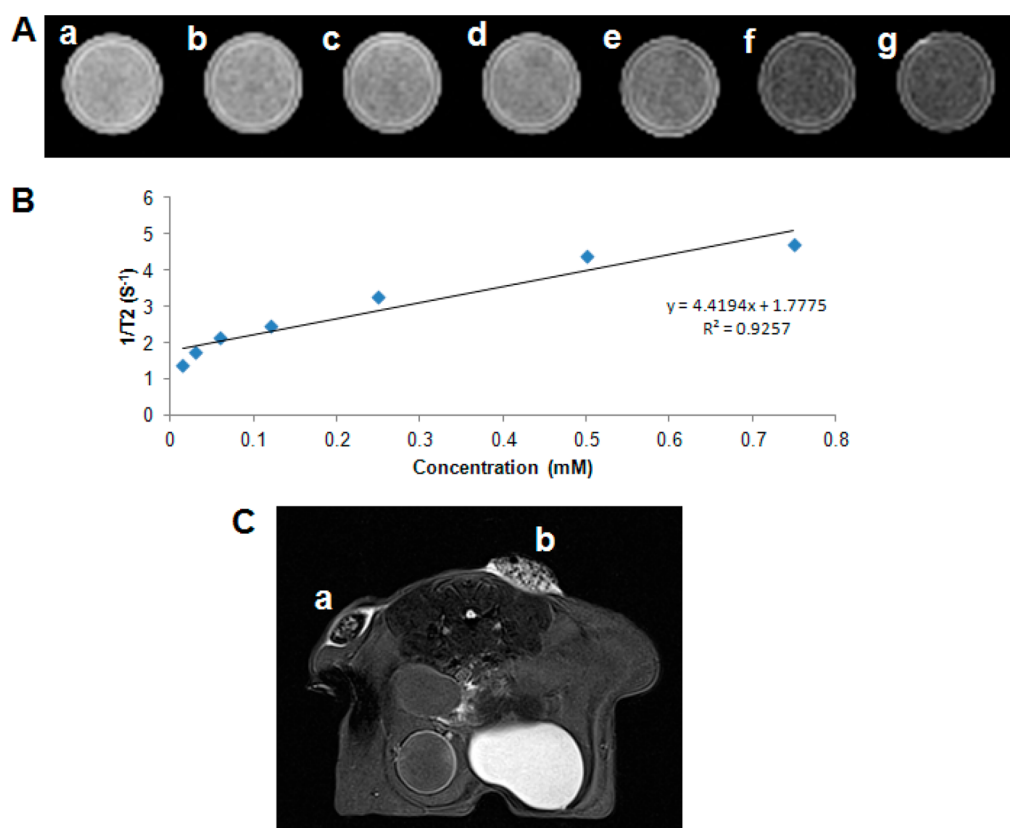 A
a b c d e f g
B
6
5
4
3
2
1
0
1/T2 (S⁻¹)
y = 4.4194x + 1.7775
R² = 0.9257
0 0.1 0.2 0.3 0.4 0.5 0.6 0.7 0.8
Concentration (mM)
C
b
a